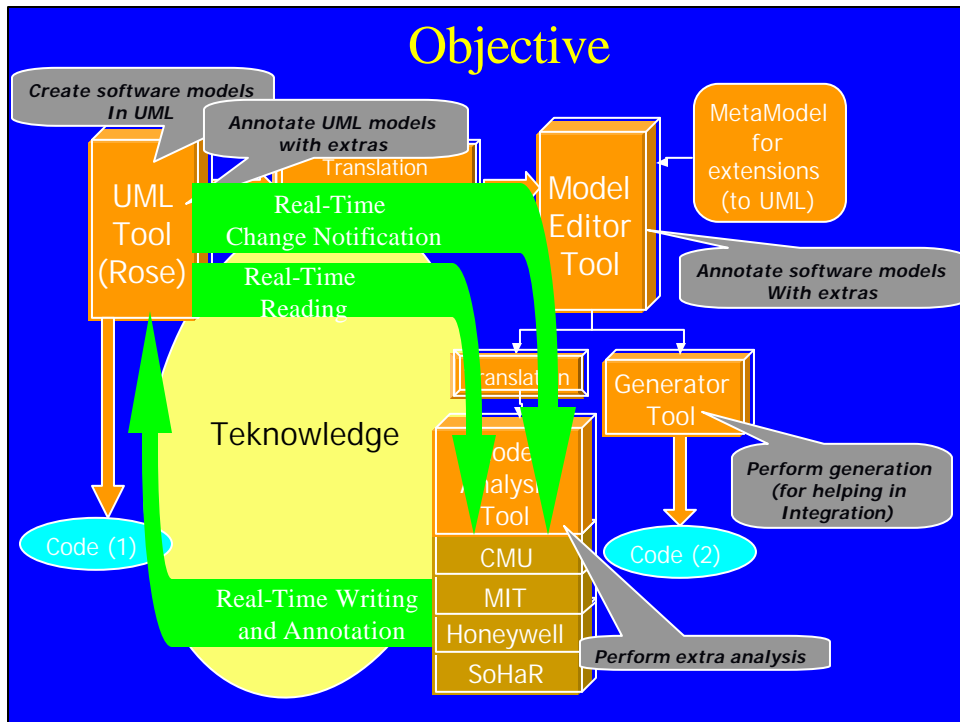 Objective
Create software models
In UML
Annotate UML models
with extras
MetaModel
for
extensions
(to UML)
UML
Tool
(Rose)
Translation
Model
Editor
Tool
Real-Time
Change Notification
Real-Time
Reading
Annotate software models
With extras
Translation
Generator
Tool
Teknowledge
Model
Analysis
Tool
Perform generation
(for helping in
Integration)
Code (1)
CMU
Code (2)
MIT
Real-Time Writing
and Annotation
Honeywell
Perform extra analysis
SoHaR